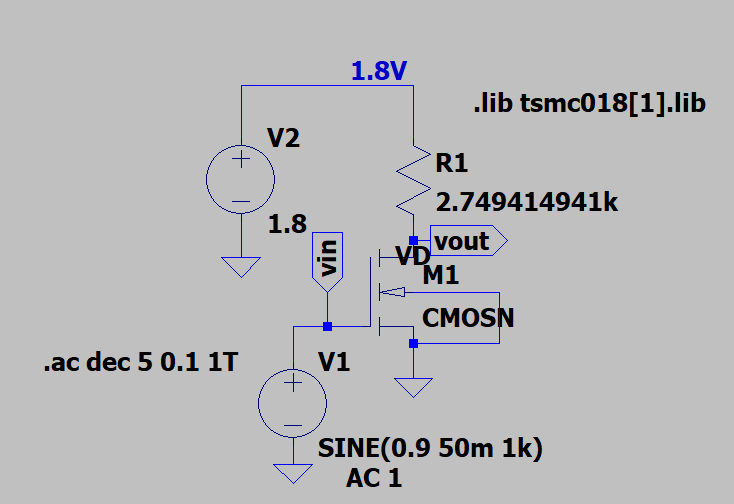 1.8V
.lib tsmc018[1].lib
V2
R1
2.749414941k
1.8
vin
vout
VD
M1
CMOSN
.ac dec 5 0.1 1T
V1
SINE(0.9 50m 1k)
AC 1